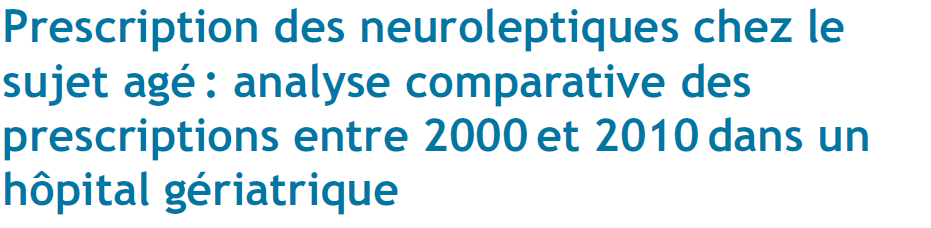 Prescription des neuroleptiques chez le
sujet agé : analyse comparative des
prescriptions entre 2000 et 2010 dans un
hôpital gériatrique